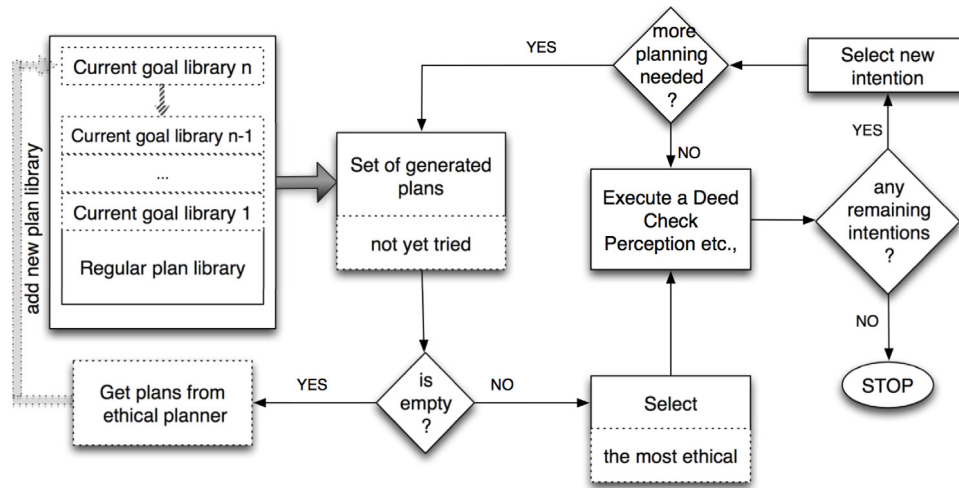 Current goal library n
Current goal library n-1
...
Current goal library 1
Regular plan library
add new plan library
Set of generated
plans
not yet tried
YES
more
planning
needed
?
NO
Select new
intention
YES
Execute a Deed
Check
Perception etc.,
any
remaining
intentions
?
NO
STOP
Get plans from
ethical planner
YES
is
empty
?
NO
Select
the most ethical